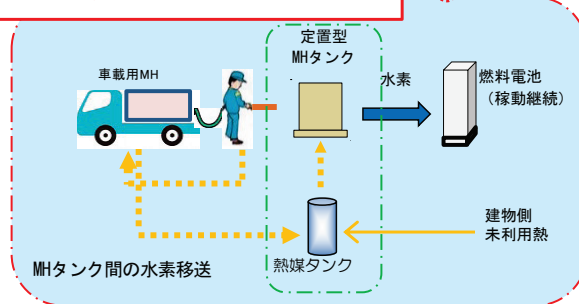 定置型
MHタンク
車載用MH
水素
燃料電池
(稼動継続)
建物側
未利用熱
熱媒タンク
MHタンク間の水素移送